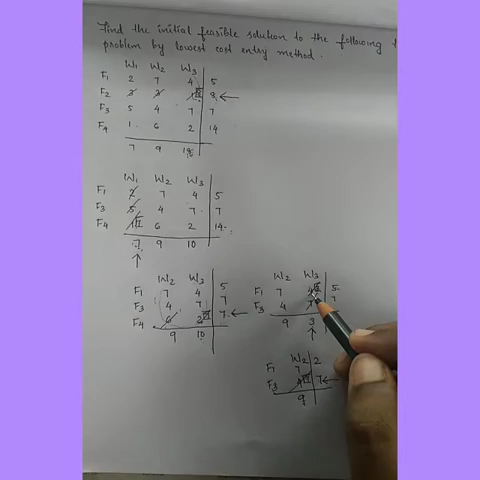 Find the initial feasible solution to the following
problem by lowest cost entry method.
W1 W2 W3
F1 2 7 4 5
F2 3 3 1 8
F3 5 4 7 7
F4 1 6 2 14
7 9 18
W1 W2 W3
F1 2 7 4 5
F3 5 4 7 7
F4 1 6 2 14
7 9 10
W2 W3
F1 7 4 5
F3 4 7 7
F4 6 2 7
9 10
W2 W3
F1 7 4 5
F3 4 7
9 3
W2 2
F1 7
F3 4 7
9